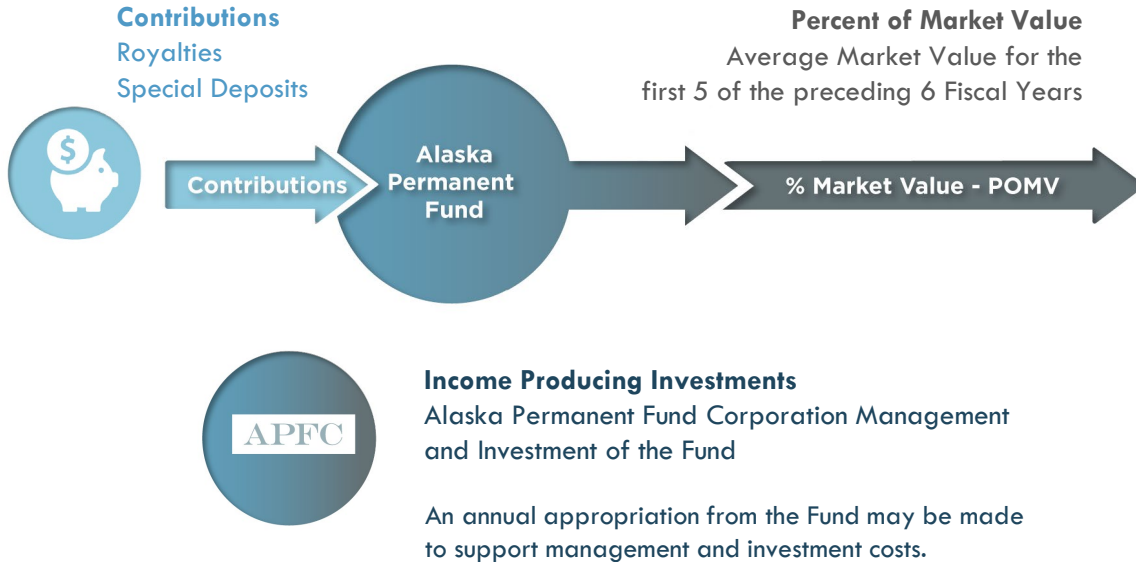 Contributions
Royalties
Special Deposits
Percent of Market Value
Average Market Value for the
first 5 of the preceding 6 Fiscal Years
$
Contributions
Alaska
Permanent
Fund
% Market Value - POMV
APFC
Income Producing Investments
Alaska Permanent Fund Corporation Management
and Investment of the Fund
An annual appropriation from the Fund may be made
to support management and investment costs.